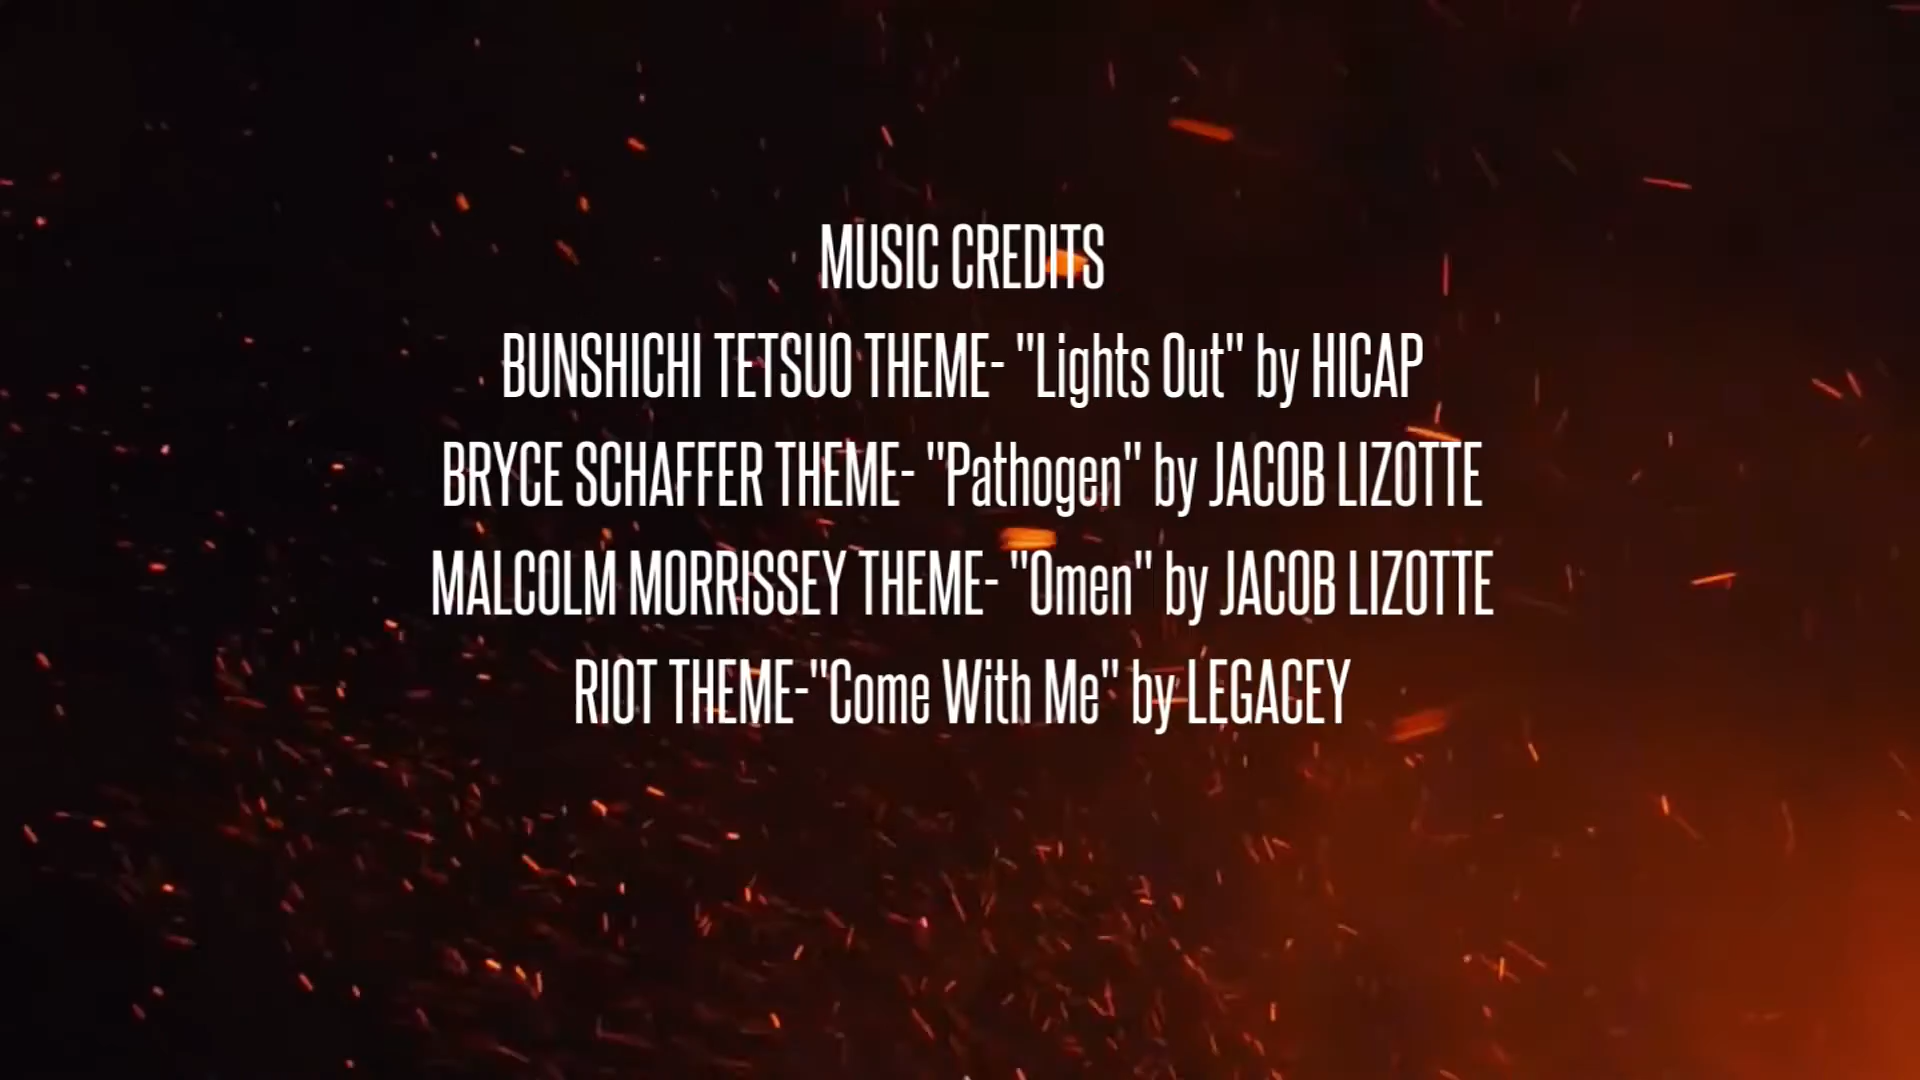 MUSIC CREDITS
BUNSHICHI TETSUO THEME- "Lights Out" by HICAP
BRYCE SCHAFFER THEME- "Pathogen" by JACOB LIZOTTE
MALCOLM MORRISSEY THEME- "Omen" by JACOB LIZOTTE
RIOT THEME-"Come With Me" by LEGACEY